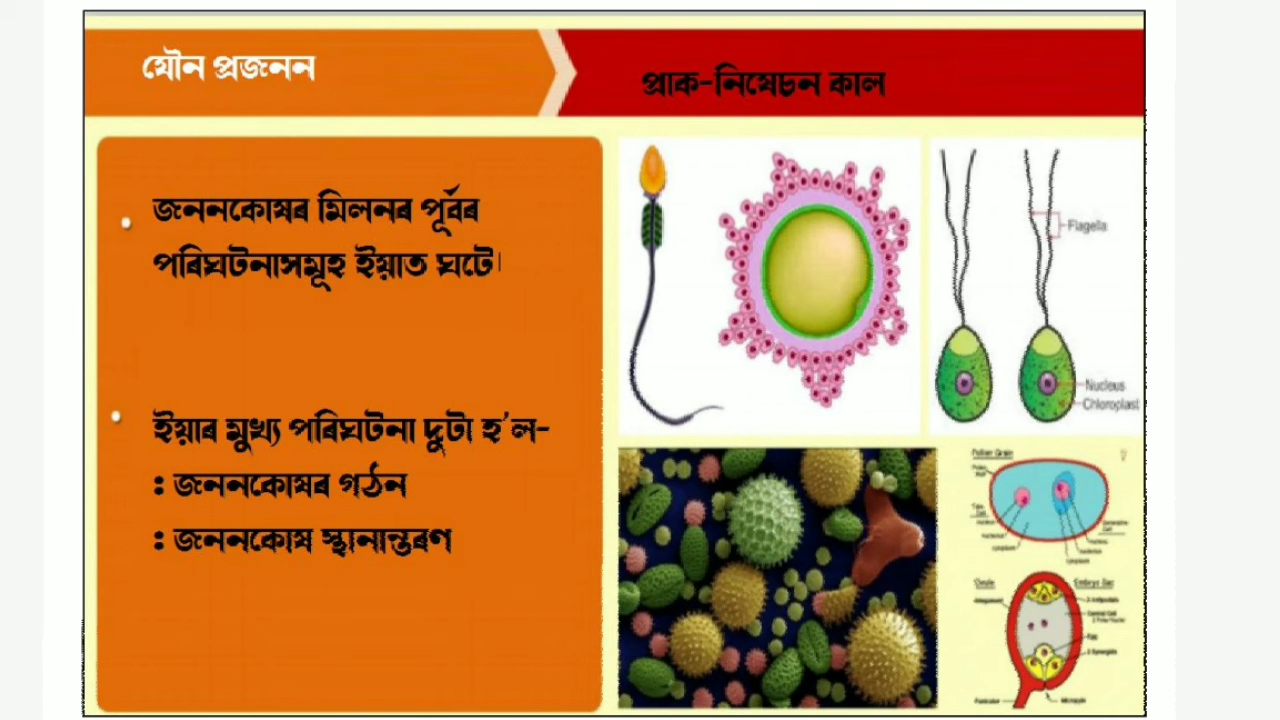 যৌন প্ৰজনন
প্ৰাক-নিষেচন কাল
জননকোষৰ মিলনৰ পূৰ্বৰ
পৰিঘটনাসমূহ ইয়াত ঘটে।
ইয়াৰ মুখ্য পৰিঘটনা দুটা হ'ল-
: জননকোষৰ গঠন
: জননকোষ স্থানান্তৰণ
Flagella
Nucleus
Chloroplast
Pollen Grain
Ovule
Embryo Sac
Egg